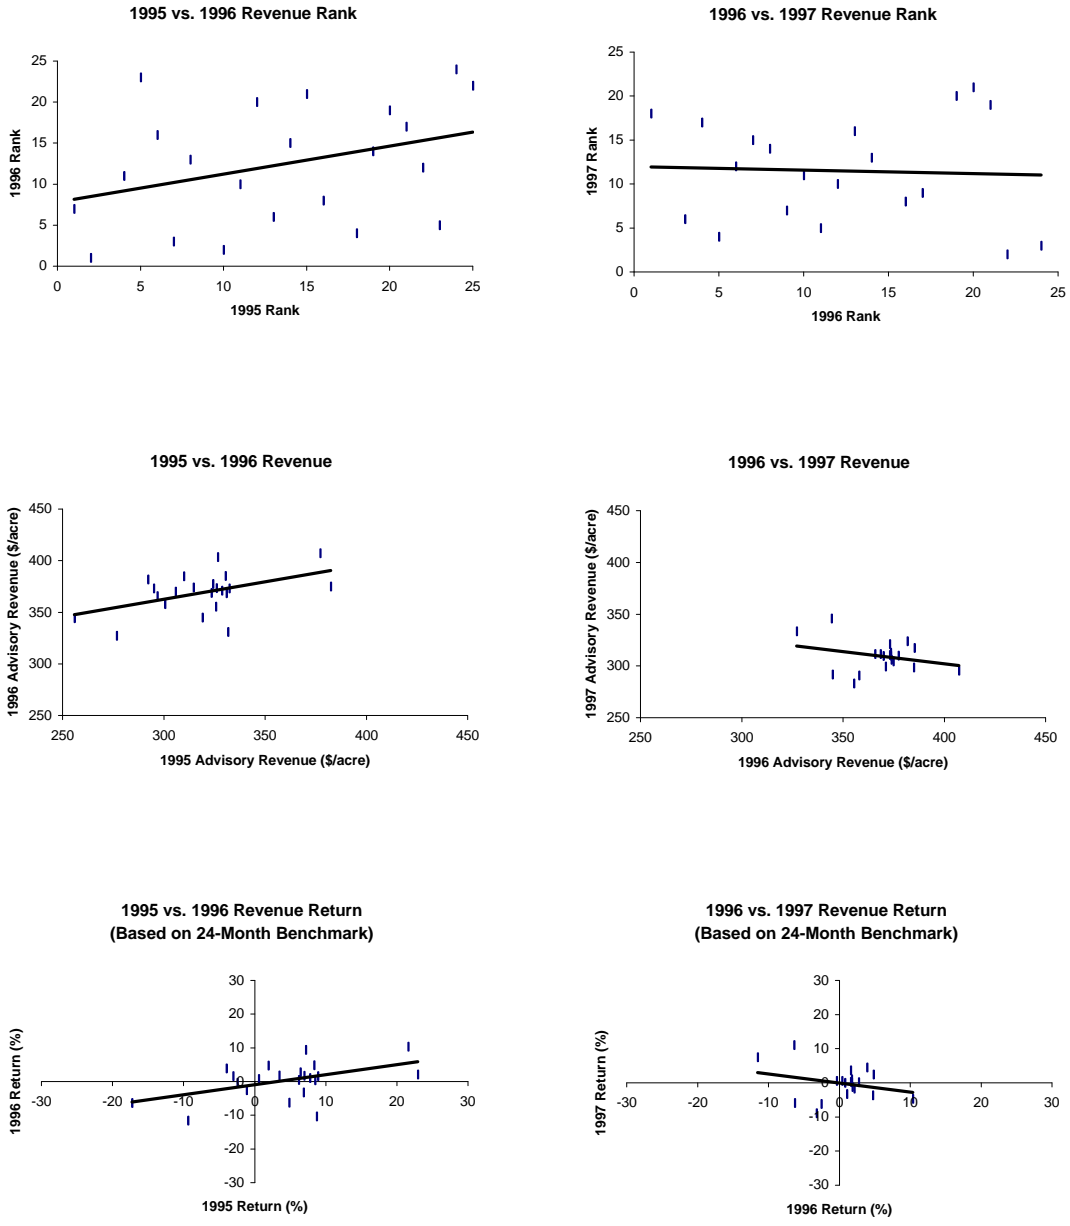 1995 vs. 1996 Revenue Rank
25
20
15
10
5
0
0 5 10 15 20 25
1996 Rank
1995 Rank
1996 vs. 1997 Revenue Rank
25
20
15
10
5
0
0 5 10 15 20 25
1997 Rank
1996 Rank
1995 vs. 1996 Revenue
450
400
350
300
250
250 300 350 400 450
1996 Advisory Revenue ($/acre)
1995 Advisory Revenue ($/acre)
1996 vs. 1997 Revenue
450
400
350
300
250
250 300 350 400 450
1997 Advisory Revenue ($/acre)
1996 Advisory Revenue ($/acre)
1995 vs. 1996 Revenue Return
(Based on 24-Month Benchmark)
30
20
10
0
-10
-20
-30
-30 -20 -10 0 10 20 30
1996 Return (%)
1995 Return (%)
1996 vs. 1997 Revenue Return
(Based on 24-Month Benchmark)
30
20
10
0
-10
-20
-30
-30 -20 -10 0 10 20 30
1997 Return (%)
1996 Return (%)